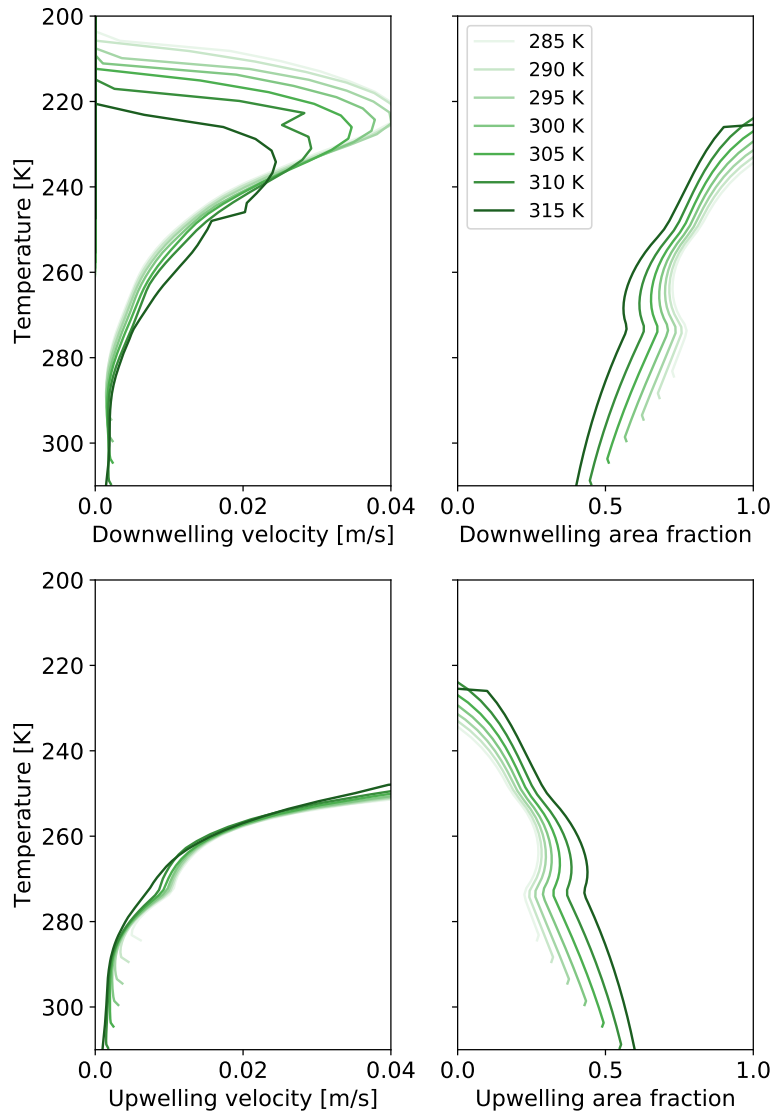 200
220
240
260
280
300
Temperature [K]
0.0 0.02 0.04
Downwelling velocity [m/s]
285 K
290 K
295 K
300 K
305 K
310 K
315 K
0.0 0.5 1.0
Downwelling area fraction
200
220
240
260
280
300
Temperature [K]
0.0 0.02 0.04
Upwelling velocity [m/s]
0.0 0.5 1.0
Upwelling area fraction